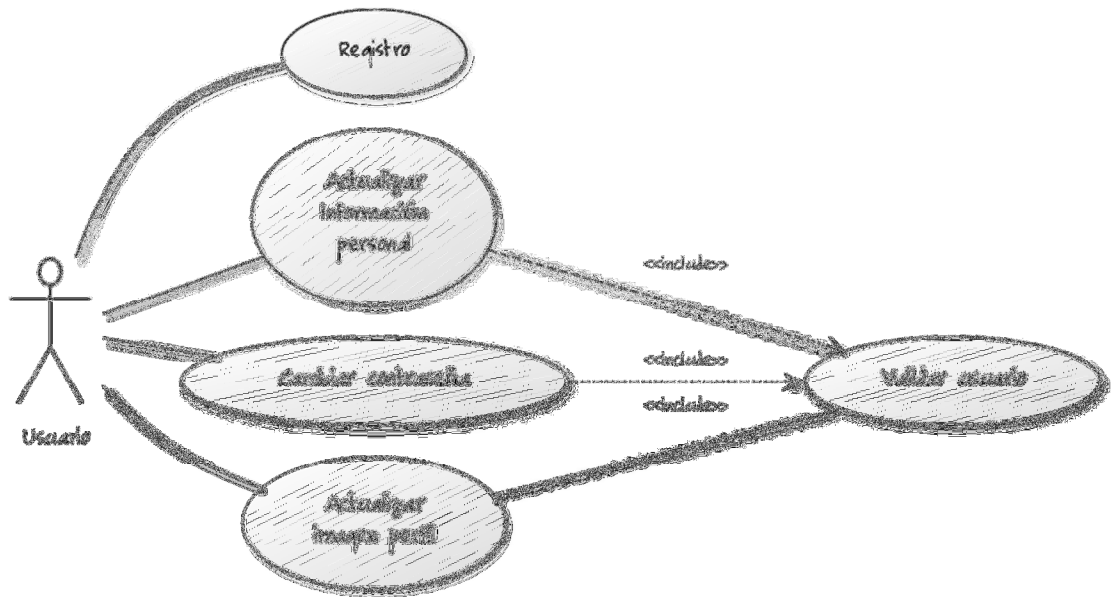 Registro
Actualizar
información
personal
<<include>>
Cambiar contraseña
<<include>>
<<include>>
Validar usuario
Usuario
Actualizar
imagen perfil